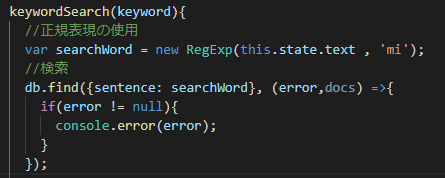 keywordSearch(keyword){
//正規表現の使用
var searchWord = new RegExp(this.state.text , 'mi');
//検索
db.find({sentence: searchWord}, (error,docs) =>{
if(error != null){
console.error(error);
}
});